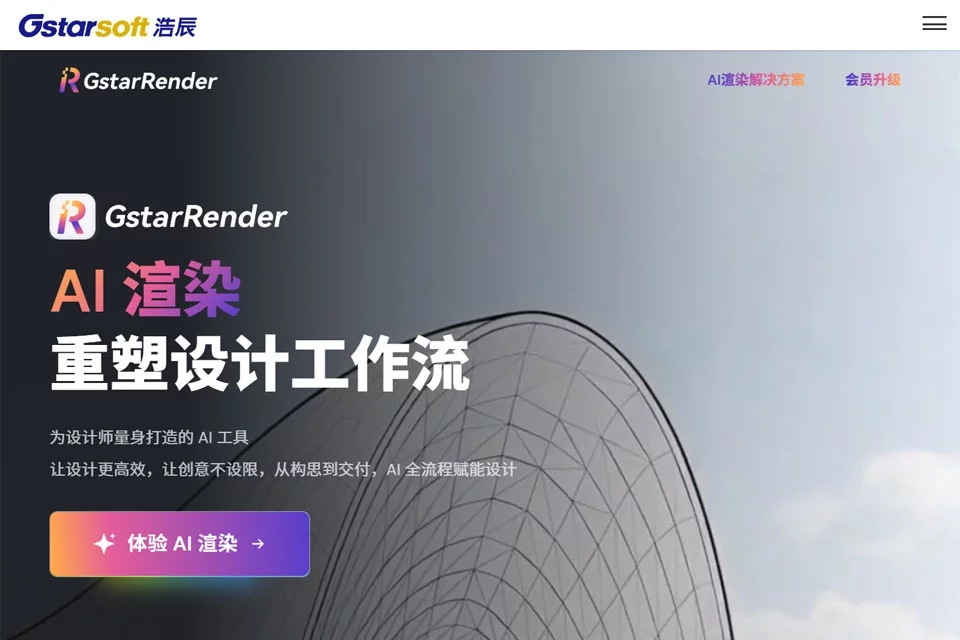 Gstarsoft 浩辰
GstarRender
AI渲染解决方案
会员升级
GstarRender
AI 渲染
重塑设计工作流
为设计师量身打造的 AI 工具
让设计更高效，让创意不设限，从构思到交付，AI 全流程赋能设计
体验 AI 渲染 →